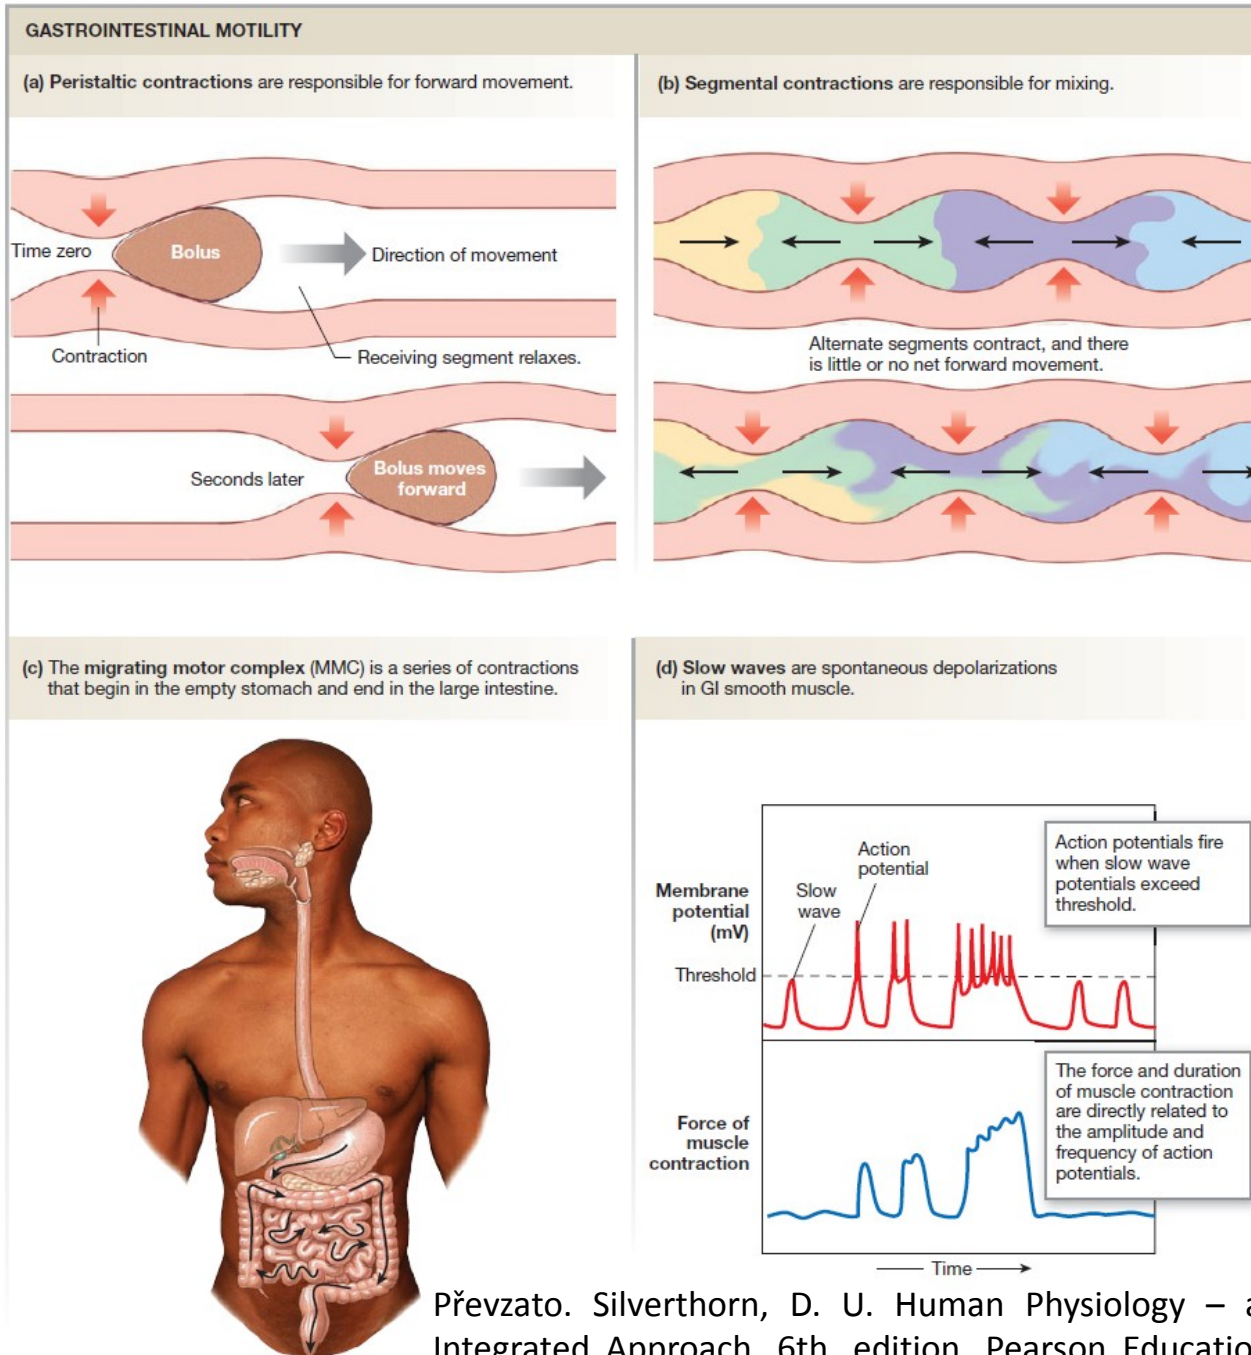 GASTROINTESTINAL MOTILITY
(a) Peristaltic contractions are responsible for forward movement.
Time zero
Bolus
Direction of movement
Contraction
Receiving segment relaxes.
Seconds later
Bolus moves
forward
(b) Segmental contractions are responsible for mixing.
Alternate segments contract, and there
is little or no net forward movement.
(c) The migrating motor complex (MMC) is a series of contractions
that begin in the empty stomach and end in the large intestine.
(d) Slow waves are spontaneous depolarizations
in GI smooth muscle.
Membrane
potential
(mV)
Slow
wave
Action
potential
Threshold
Action potentials fire
when slow wave
potentials exceed
threshold.
Force of
muscle
contraction
The force and duration
of muscle contraction
are directly related to
the amplitude and
frequency of action
potentials.
Time
Převzato. Silverthorn, D. U. Human Physiology –
Integrated Approach. 6th. edition. Pearson Education